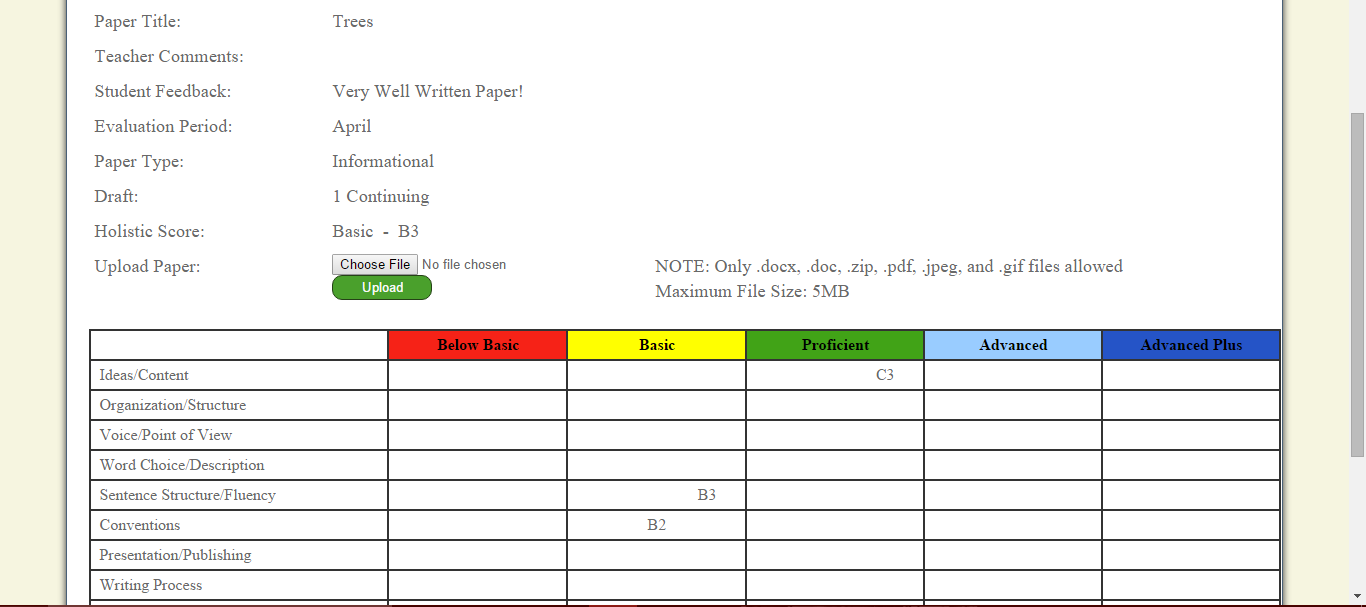 Paper Title: Trees
Teacher Comments:
Student Feedback: Very Well Written Paper!
Evaluation Period: April
Paper Type: Informational
Draft: 1 Continuing
Holistic Score: Basic - B3
Upload Paper: Choose File No file chosen NOTE: Only .docx, .doc, .zip, .pdf, .jpeg, and .gif files allowed
Upload Maximum File Size: 5MB
Below Basic Basic Proficient Advanced Advanced Plus
Ideas/Content C3
Organization/Structure
Voice/Point of View
Word Choice/Description
Sentence Structure/Fluency B3
Conventions B2
Presentation/Publishing
Writing Process